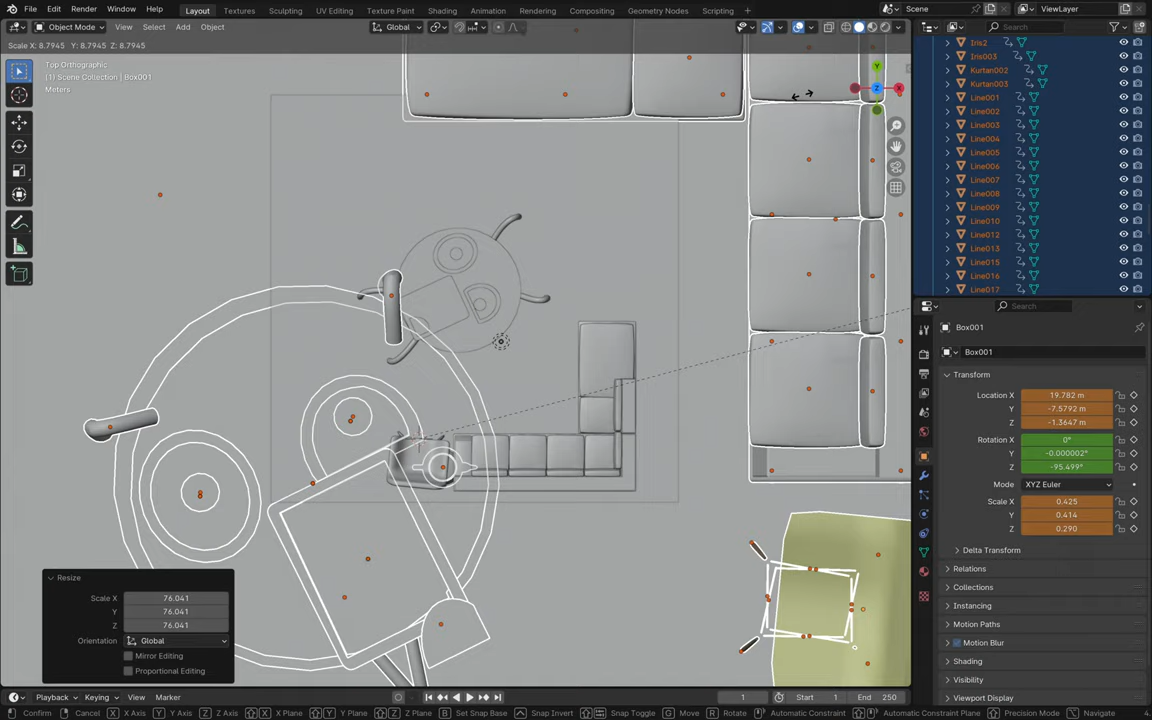 File Edit Render Window Help Layout Textures Sculpting UV Editing Texture Paint Shading Animation Rendering Compositing Geometry Nodes Scripting Scene ViewLayer
Object Mode View Select Add Object Global Options Search
Scale X: 8.7945 Y: 8.7945 Z: 8.7945
Top Orthographic
(1) Scene Collection | Box001
Meters
Y
X
Z
Iris2
Iris003
Kurtan002
Kurtan003
Line001
Line002
Line003
Line004
Line005
Line006
Line007
Line008
Line009
Line010
Line012
Line013
Line015
Line016
Line017
Search
Box001
Box001
Transform
Location X 19.782 m
Y -7.5792 m
Z -1.3647 m
Rotation X 0°
Y -0.000002°
Z -95.499°
Mode XYZ Euler
Scale X 0.425
Y 0.414
Z 0.290
Delta Transform
Relations
Collections
Instancing
Motion Paths
Motion Blur
Shading
Visibility
Viewport Display
Resize
Scale X 76.041
Y 76.041
Z 76.041
Orientation Global
Mirror Editing
Proportional Editing
Playback Keying View Marker 1 Start 1 End 250
Confirm Cancel X X Axis Y Y Axis Z Z Axis X X Plane Y Y Plane Z Z Plane B Set Snap Base Snap Invert Snap Toggle G Move R Rotate Automatic Constraint Automatic Constraint Plane Precision Mode Navigate 4.